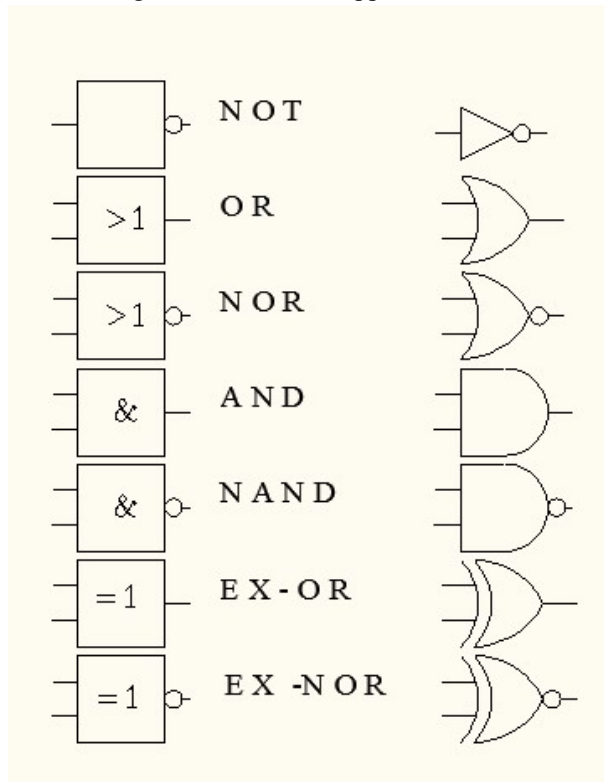 NOT
>1 OR
>1 NOR
& AND
& NAND
=1 EX-OR
=1 EX -NOR